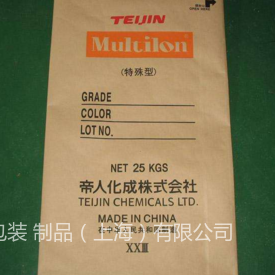 TEIJIN
Multilon®
(特殊型)
GRADE
COLOR
LOT NO.
NET 25 KGS
帝人化成株式会社
TEIJIN CHEMICALS LTD.
包装 制品（上海）有限公司
MADE IN CHINA
XXⅢ